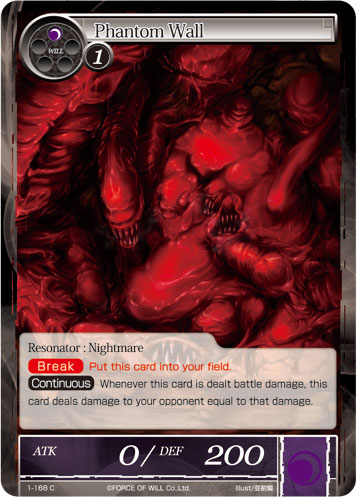 Phantom Wall
WILL
1
Resonator : Nightmare
Break Put this card into your field.
Continuous Whenever this card is dealt battle damage, this
card deals damage to your opponent equal to that damage.
ATK 0 / DEF 200
1-168 C ©FORCE OF WILL Co.,Ltd.